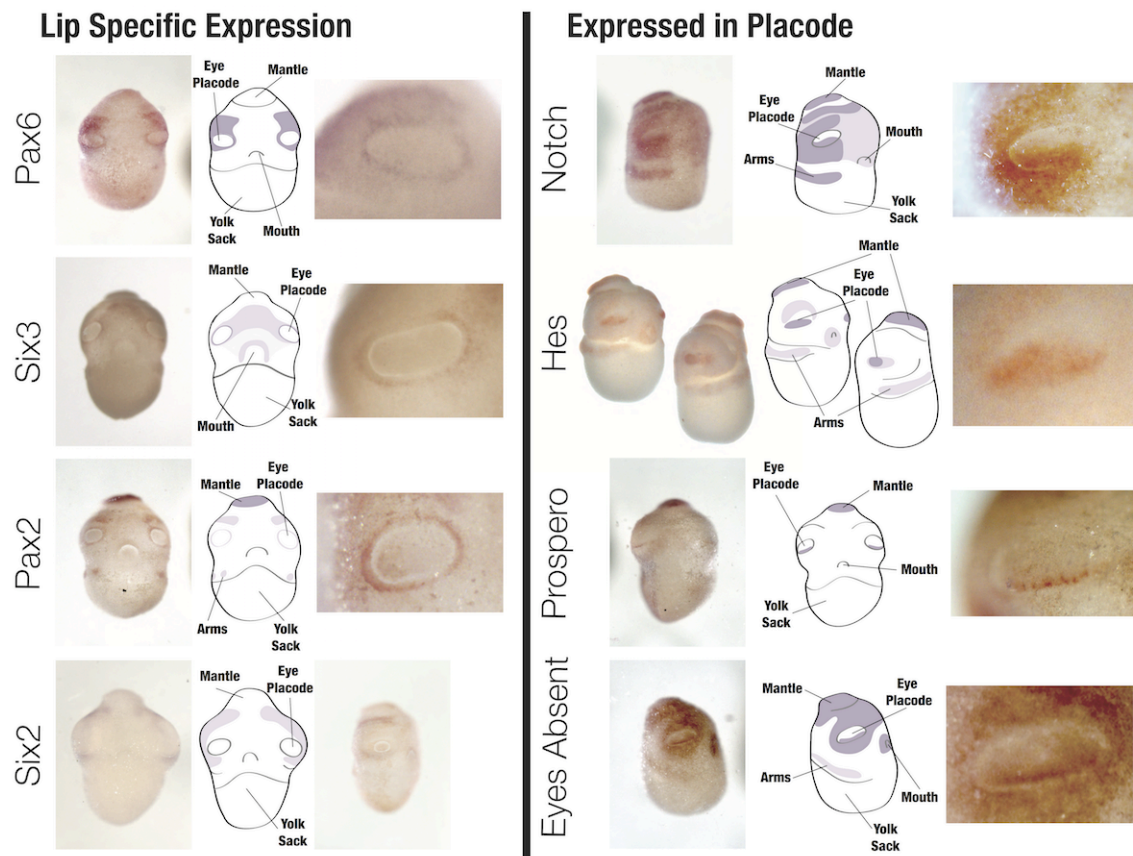 Lip Specific Expression
Pax6
Eye
Placode
Mantle
Yolk
Sack
Mouth
Six3
Mantle
Eye
Placode
Mouth
Yolk
Sack
Pax2
Mantle
Eye
Placode
Arms
Yolk
Sack
Six2
Mantle
Eye
Placode
Yolk
Sack
Expressed in Placode
Notch
Mantle
Eye
Placode
Mouth
Arms
Yolk
Sack
Hes
Mantle
Eye
Placode
Arms
Prospero
Eye
Placode
Mantle
Mouth
Yolk
Sack
Eyes Absent
Mantle
Eye
Placode
Arms
Mouth
Yolk
Sack